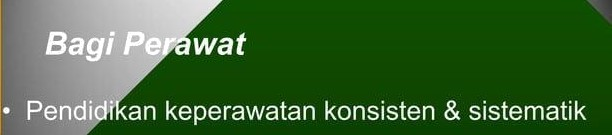 Bagi Perawat
• Pendidikan keperawatan konsisten & sistematik